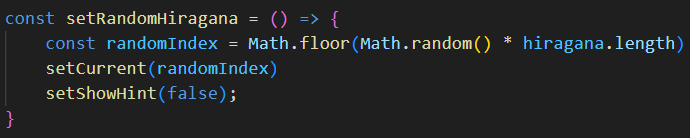 const setRandomHiragana = () => {
    const randomIndex = Math.floor(Math.random() * hiragana.length)
    setCurrent(randomIndex)
    setShowHint(false);
}